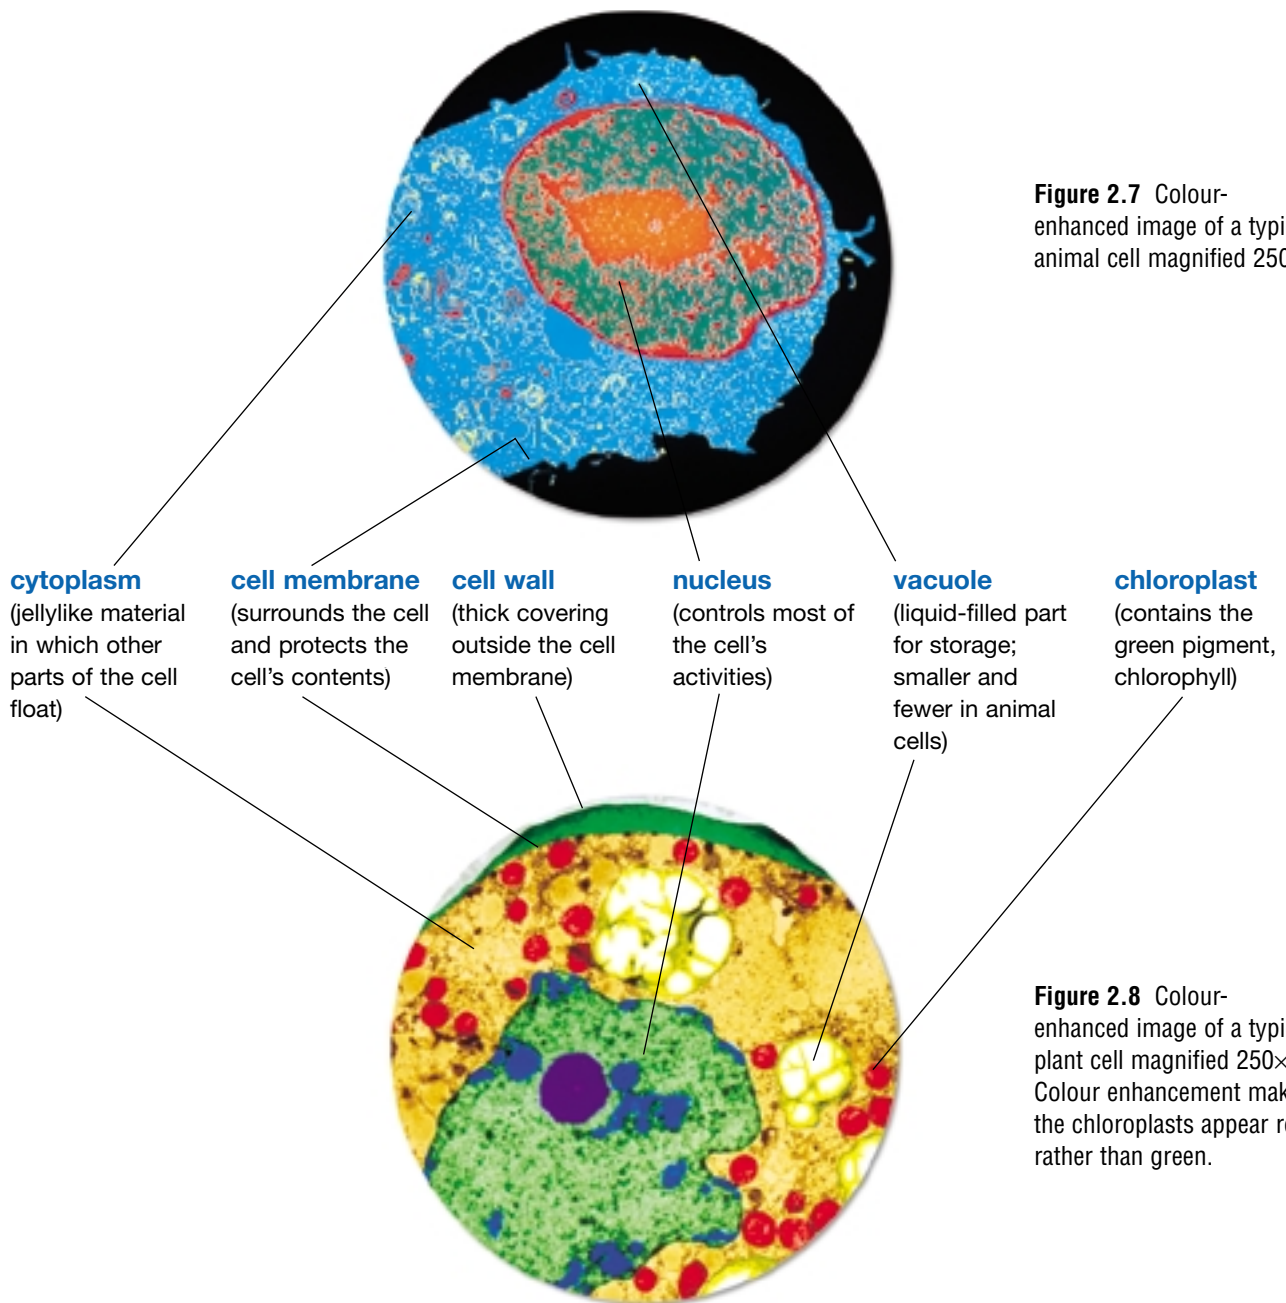 Figure 2.7 Colour-
enhanced image of a typi
animal cell magnified 250
cytoplasm
(jellylike material
in which other
parts of the cell
float)
cell membrane
(surrounds the cell
and protects the
cell’s contents)
cell wall
(thick covering
outside the cell
membrane)
nucleus
(controls most of
the cell’s
activities)
vacuole
(liquid-filled part
for storage;
smaller and
fewer in animal
cells)
chloroplast
(contains the
green pigment,
chlorophyll)
Figure 2.8 Colour-
enhanced image of a typi
plant cell magnified 250×
Colour enhancement mak
the chloroplasts appear re
rather than green.